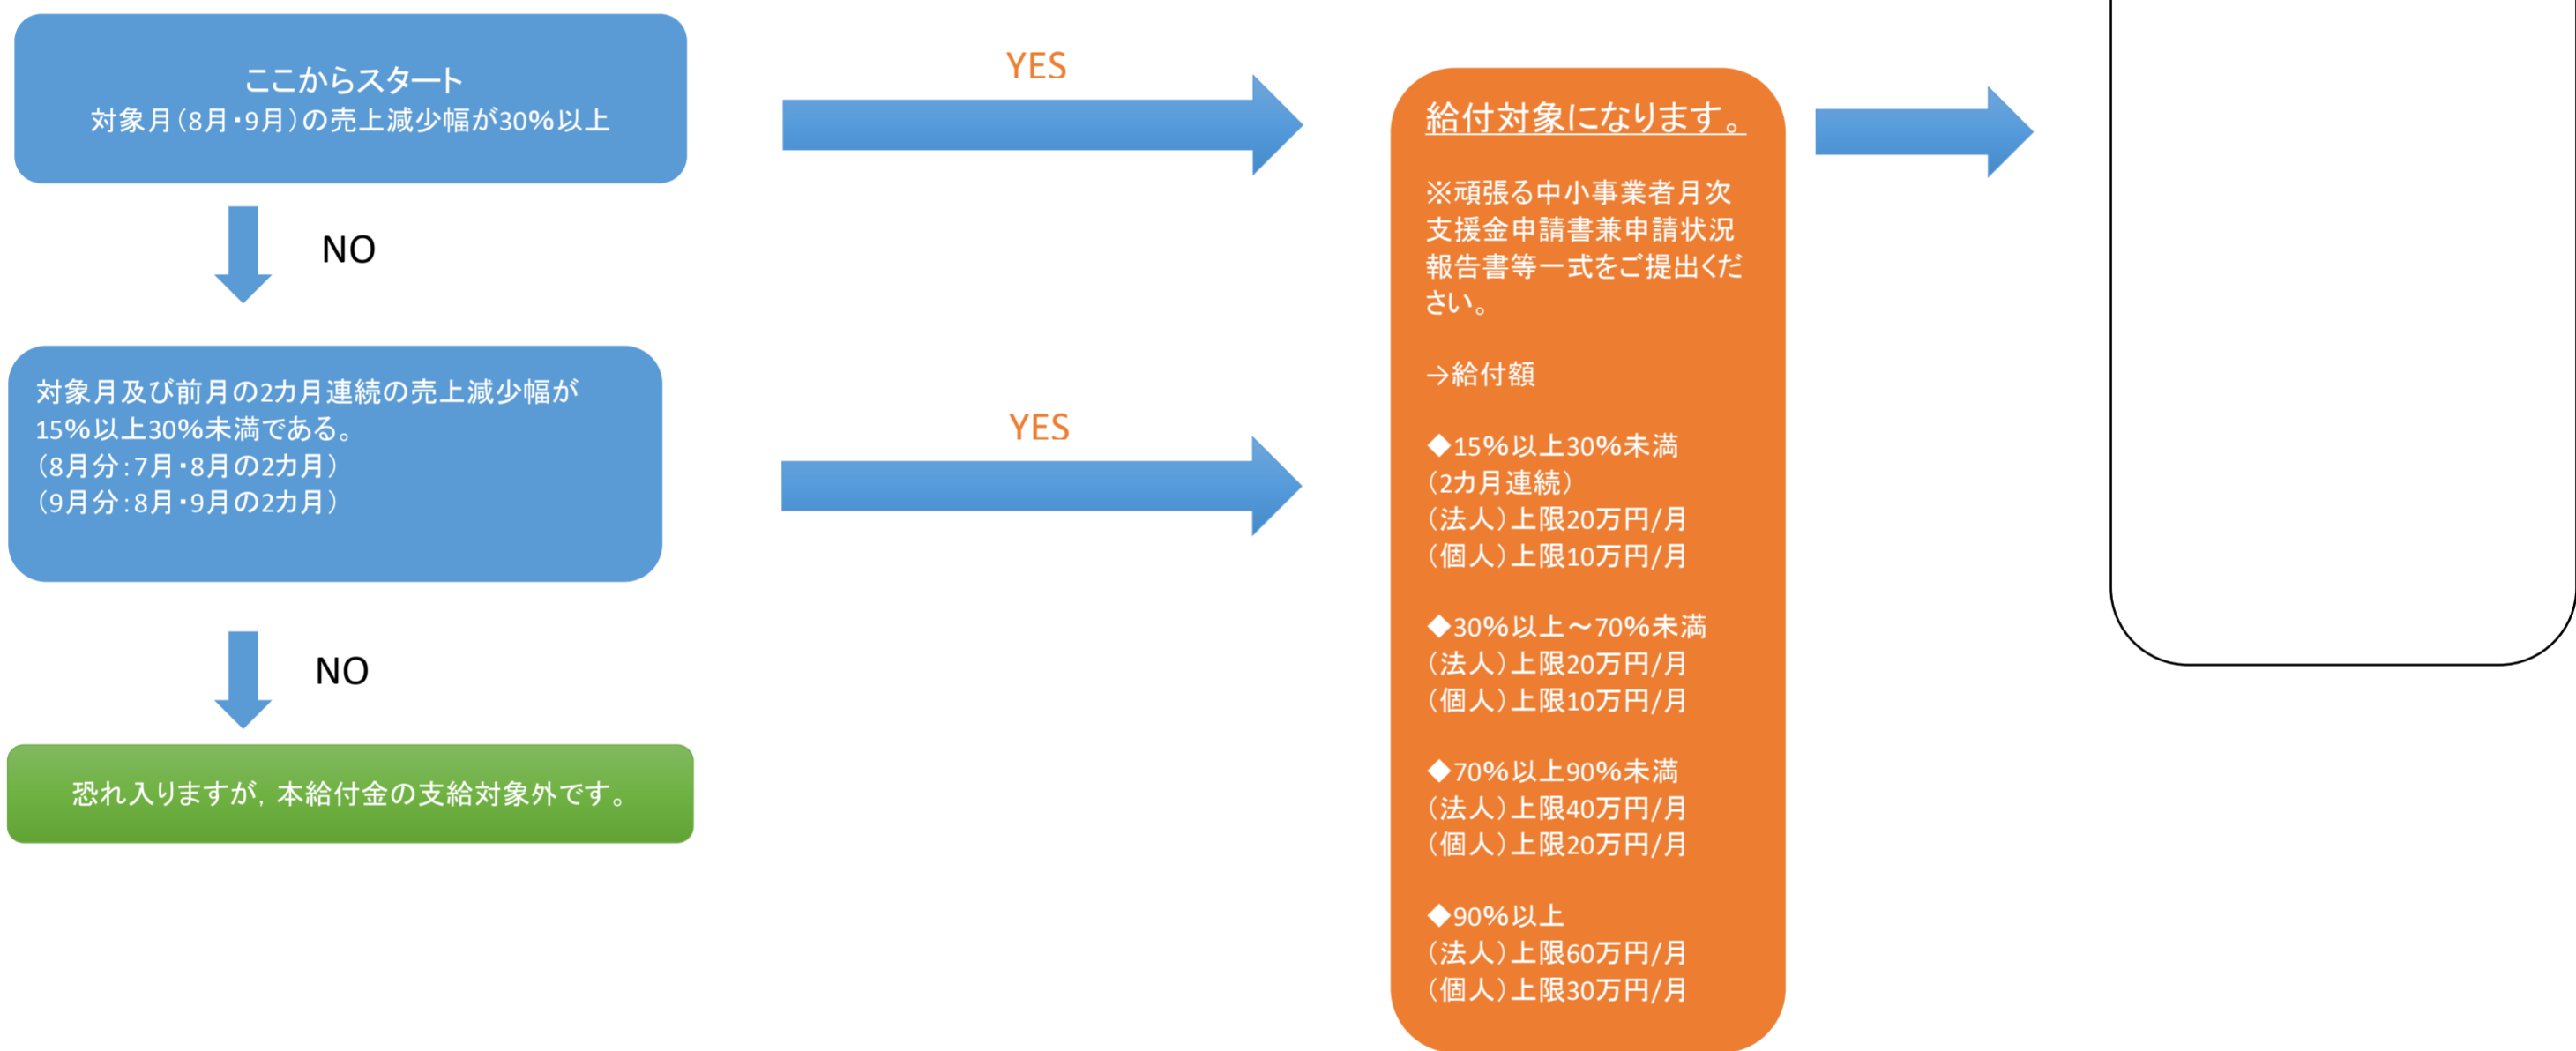 ここからスタート
対象月(8月・9月)の売上減少幅が30%以上
YES
NO
対象月及び前月の2カ月連続の売上減少幅が
15%以上30%未満である。
(8月分:7月・8月の2カ月)
(9月分:8月・9月の2カ月)
YES
NO
恐れ入りますが, 本給付金の支給対象外です。
給付対象になります。
※頑張る中小事業者月次
支援金申請書兼申請状況
報告書等一式をご提出くだ
さい。
→給付額
◆15%以上30%未満
(2カ月連続)
(法人)上限20万円/月
(個人)上限10万円/月
◆30%以上～70%未満
(法人)上限20万円/月
(個人)上限10万円/月
◆70%以上90%未満
(法人)上限40万円/月
(個人)上限20万円/月
◆90%以上
(法人)上限60万円/月
(個人)上限30万円/月